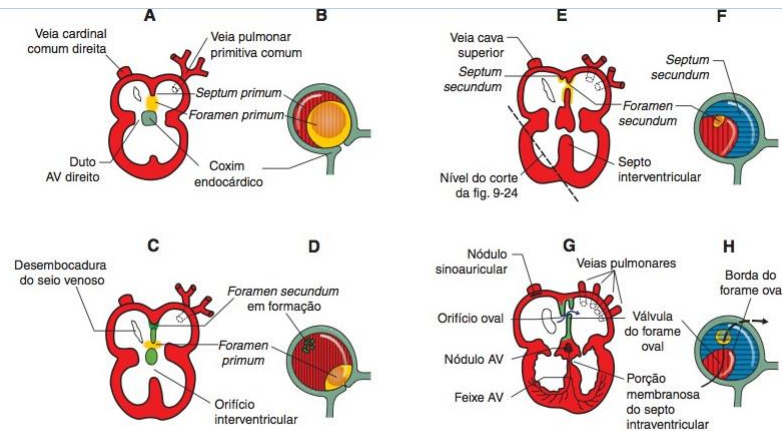 A
Veia cardinal
comum direita
Veia pulmonar
primitiva comum
Septum primum
Foramen primum
Duto
AV direito
Coxim
endocárdico
B
C
Desembocadura
do seio venoso
Foramen secundum
em formação
Foramen
primum
Orifício
interventricular
D
E
Veia cava
superior
Septum
secundum
Foramen
secundum
Septo
interventricular
Nível do corte
da fig. 9-24
F
Septum
secundum
G
Nódulo
sinoauricular
Veias pulmonares
Orifício oval
Válvula
do forame
oval
Nódulo AV
Feixe AV
Porção
membranosa
do septo
intraventricular
H
Borda do
forame ova